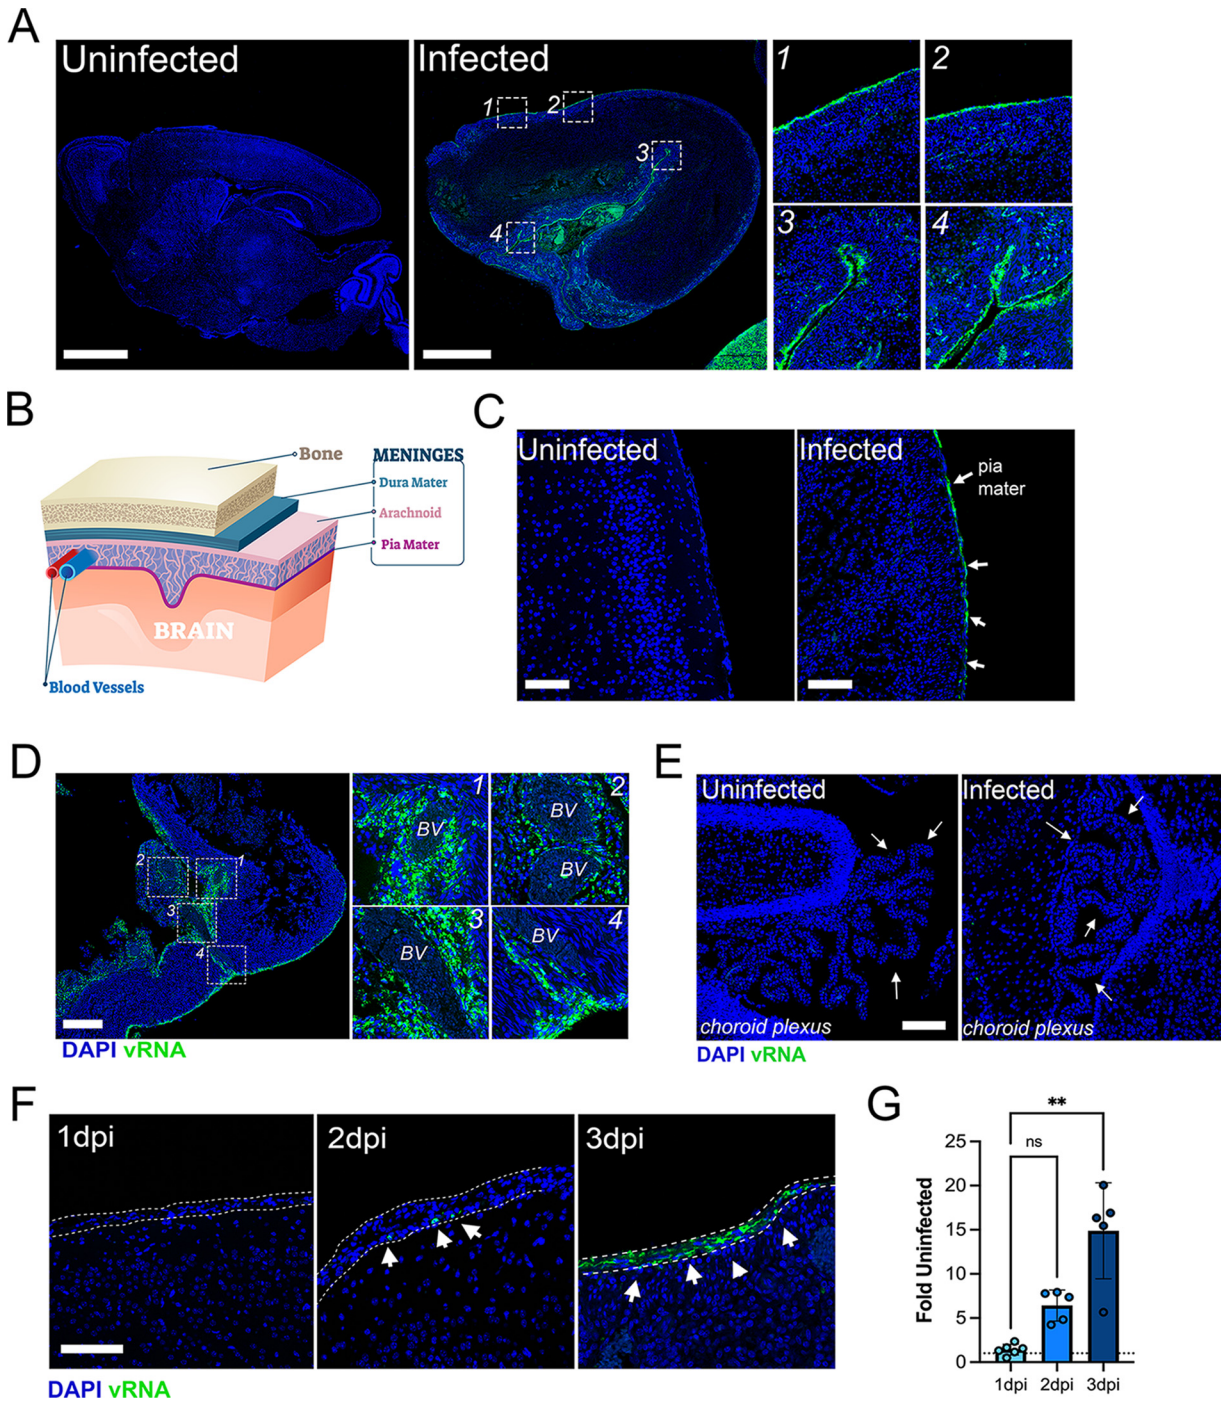 A
Uninfected
Infected
1
2
3
4
1
2
3
4
B
Bone
MENINGES
Dura Mater
Arachnoid
Pia Mater
BRAIN
Blood Vessels
C
Uninfected
Infected
pia
mater
D
1
2
3
4
1
BV
2
BV
BV
3
BV
4
BV
DAPI vRNA
E
Uninfected
Infected
choroid plexus
choroid plexus
DAPI vRNA
F
1dpi
2dpi
3dpi
DAPI vRNA
G
**
ns
Fold Uninfected
25
20
15
10
5
0
1dpi 2dpi 3dpi